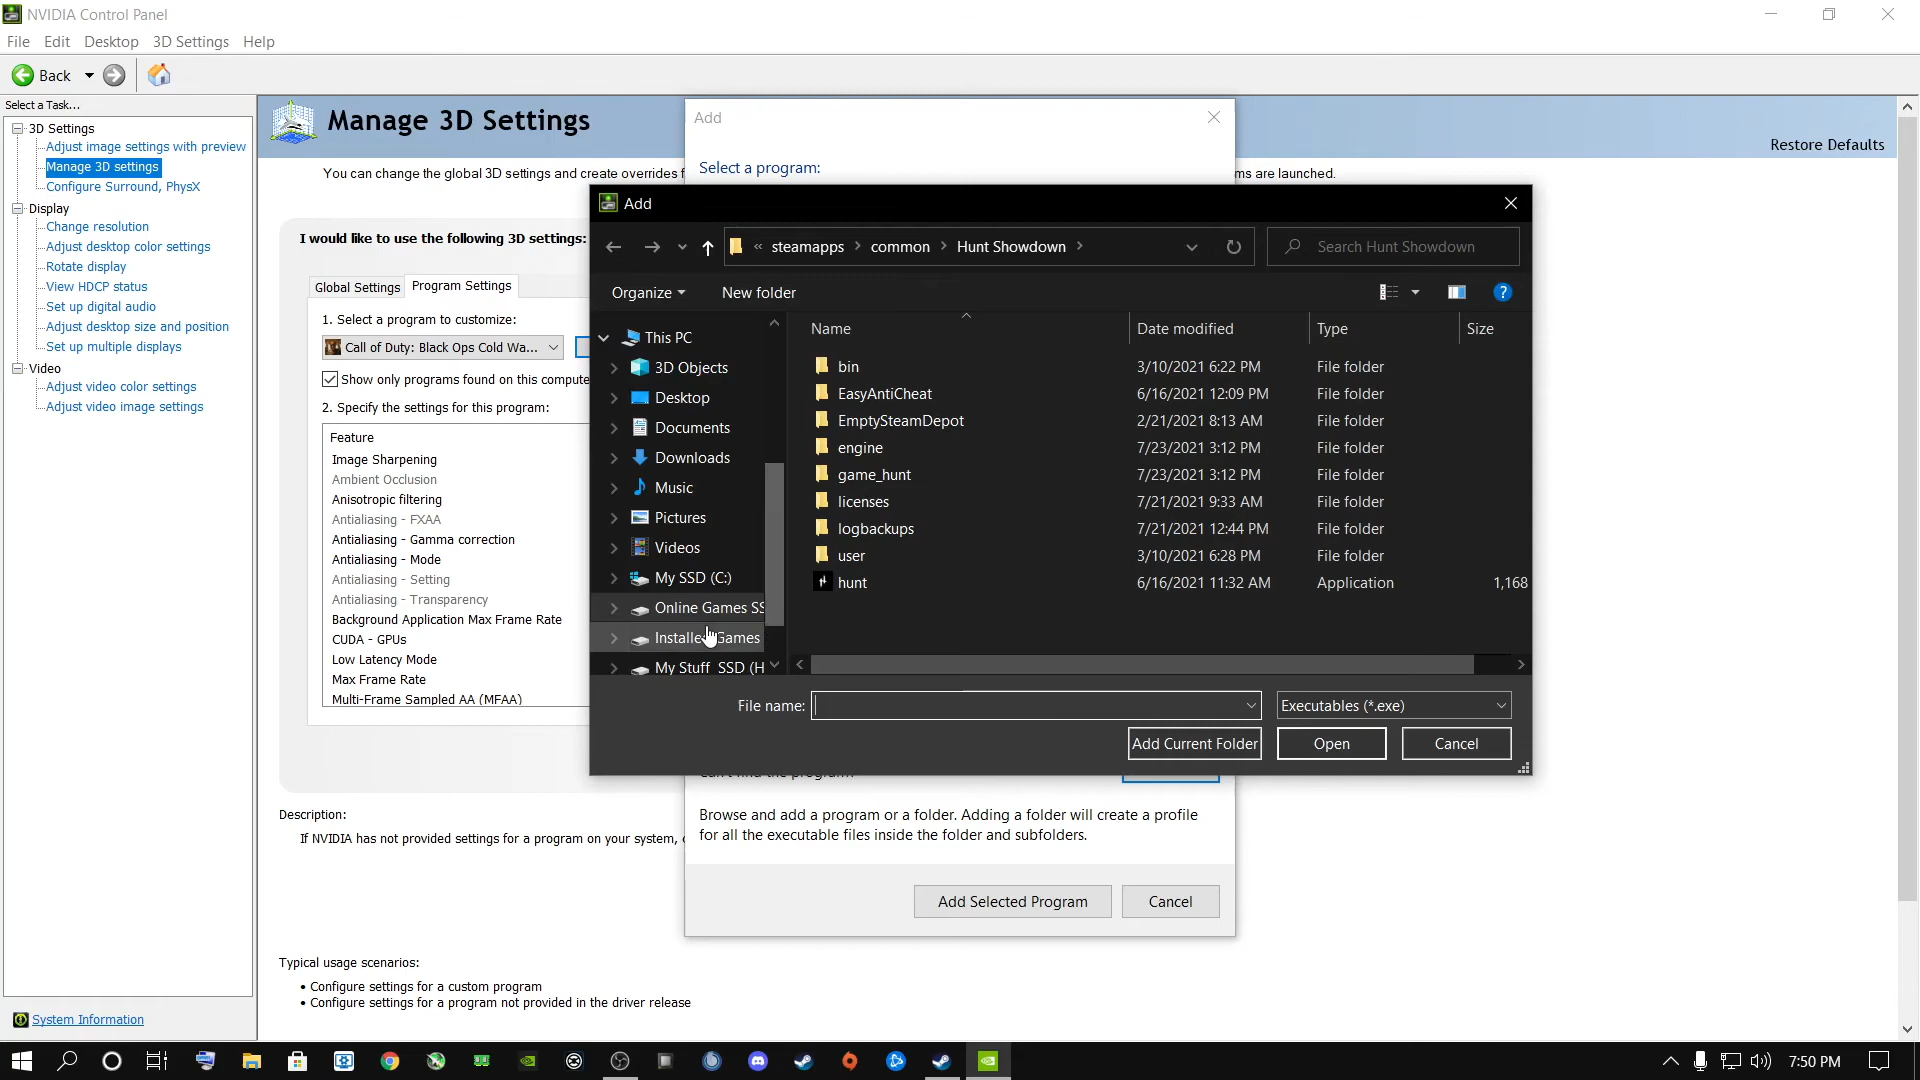 NVIDIA Control Panel
File Edit Desktop 3D Settings Help
Back
Select a Task...
3D Settings
Adjust image settings with preview
Manage 3D settings
Configure Surround, PhysX
Display
Change resolution
Adjust desktop color settings
Rotate display
View HDCP status
Set up digital audio
Adjust desktop size and position
Set up multiple displays
Video
Adjust video color settings
Adjust video image settings
System Information
Manage 3D Settings
Restore Defaults
You can change the global 3D settings and create overrides f
ms are launched.
I would like to use the following 3D settings:
Global Settings Program Settings
1. Select a program to customize:
Call of Duty: Black Ops Cold Wa...
Show only programs found on this compute
2. Specify the settings for this program:
Feature
Image Sharpening
Ambient Occlusion
Anisotropic filtering
Antialiasing - FXAA
Antialiasing - Gamma correction
Antialiasing - Mode
Antialiasing - Setting
Antialiasing - Transparency
Background Application Max Frame Rate
CUDA - GPUs
Low Latency Mode
Max Frame Rate
Multi-Frame Sampled AA (MFAA)
Description:
If NVIDIA has not provided settings for a program on your system,
Typical usage scenarios:
• Configure settings for a custom program
• Configure settings for a program not provided in the driver release
Add
Select a program:
Add
« steamapps > common > Hunt Showdown >
Search Hunt Showdown
Organize New folder
This PC
3D Objects
Desktop
Documents
Downloads
Music
Pictures
Videos
My SSD (C:)
Online Games SS
Installe Games
My Stuff SSD (H
Name Date modified Type Size
bin 3/10/2021 6:22 PM File folder
EasyAntiCheat 6/16/2021 12:09 PM File folder
EmptySteamDepot 2/21/2021 8:13 AM File folder
engine 7/23/2021 3:12 PM File folder
game_hunt 7/23/2021 3:12 PM File folder
licenses 7/21/2021 9:33 AM File folder
logbackups 7/21/2021 12:44 PM File folder
user 3/10/2021 6:28 PM File folder
hunt 6/16/2021 11:32 AM Application 1,168
File name:
Executables (*.exe)
Add Current Folder Open Cancel
Browse and add a program or a folder. Adding a folder will create a profile
for all the executable files inside the folder and subfolders.
Add Selected Program Cancel
7:50 PM